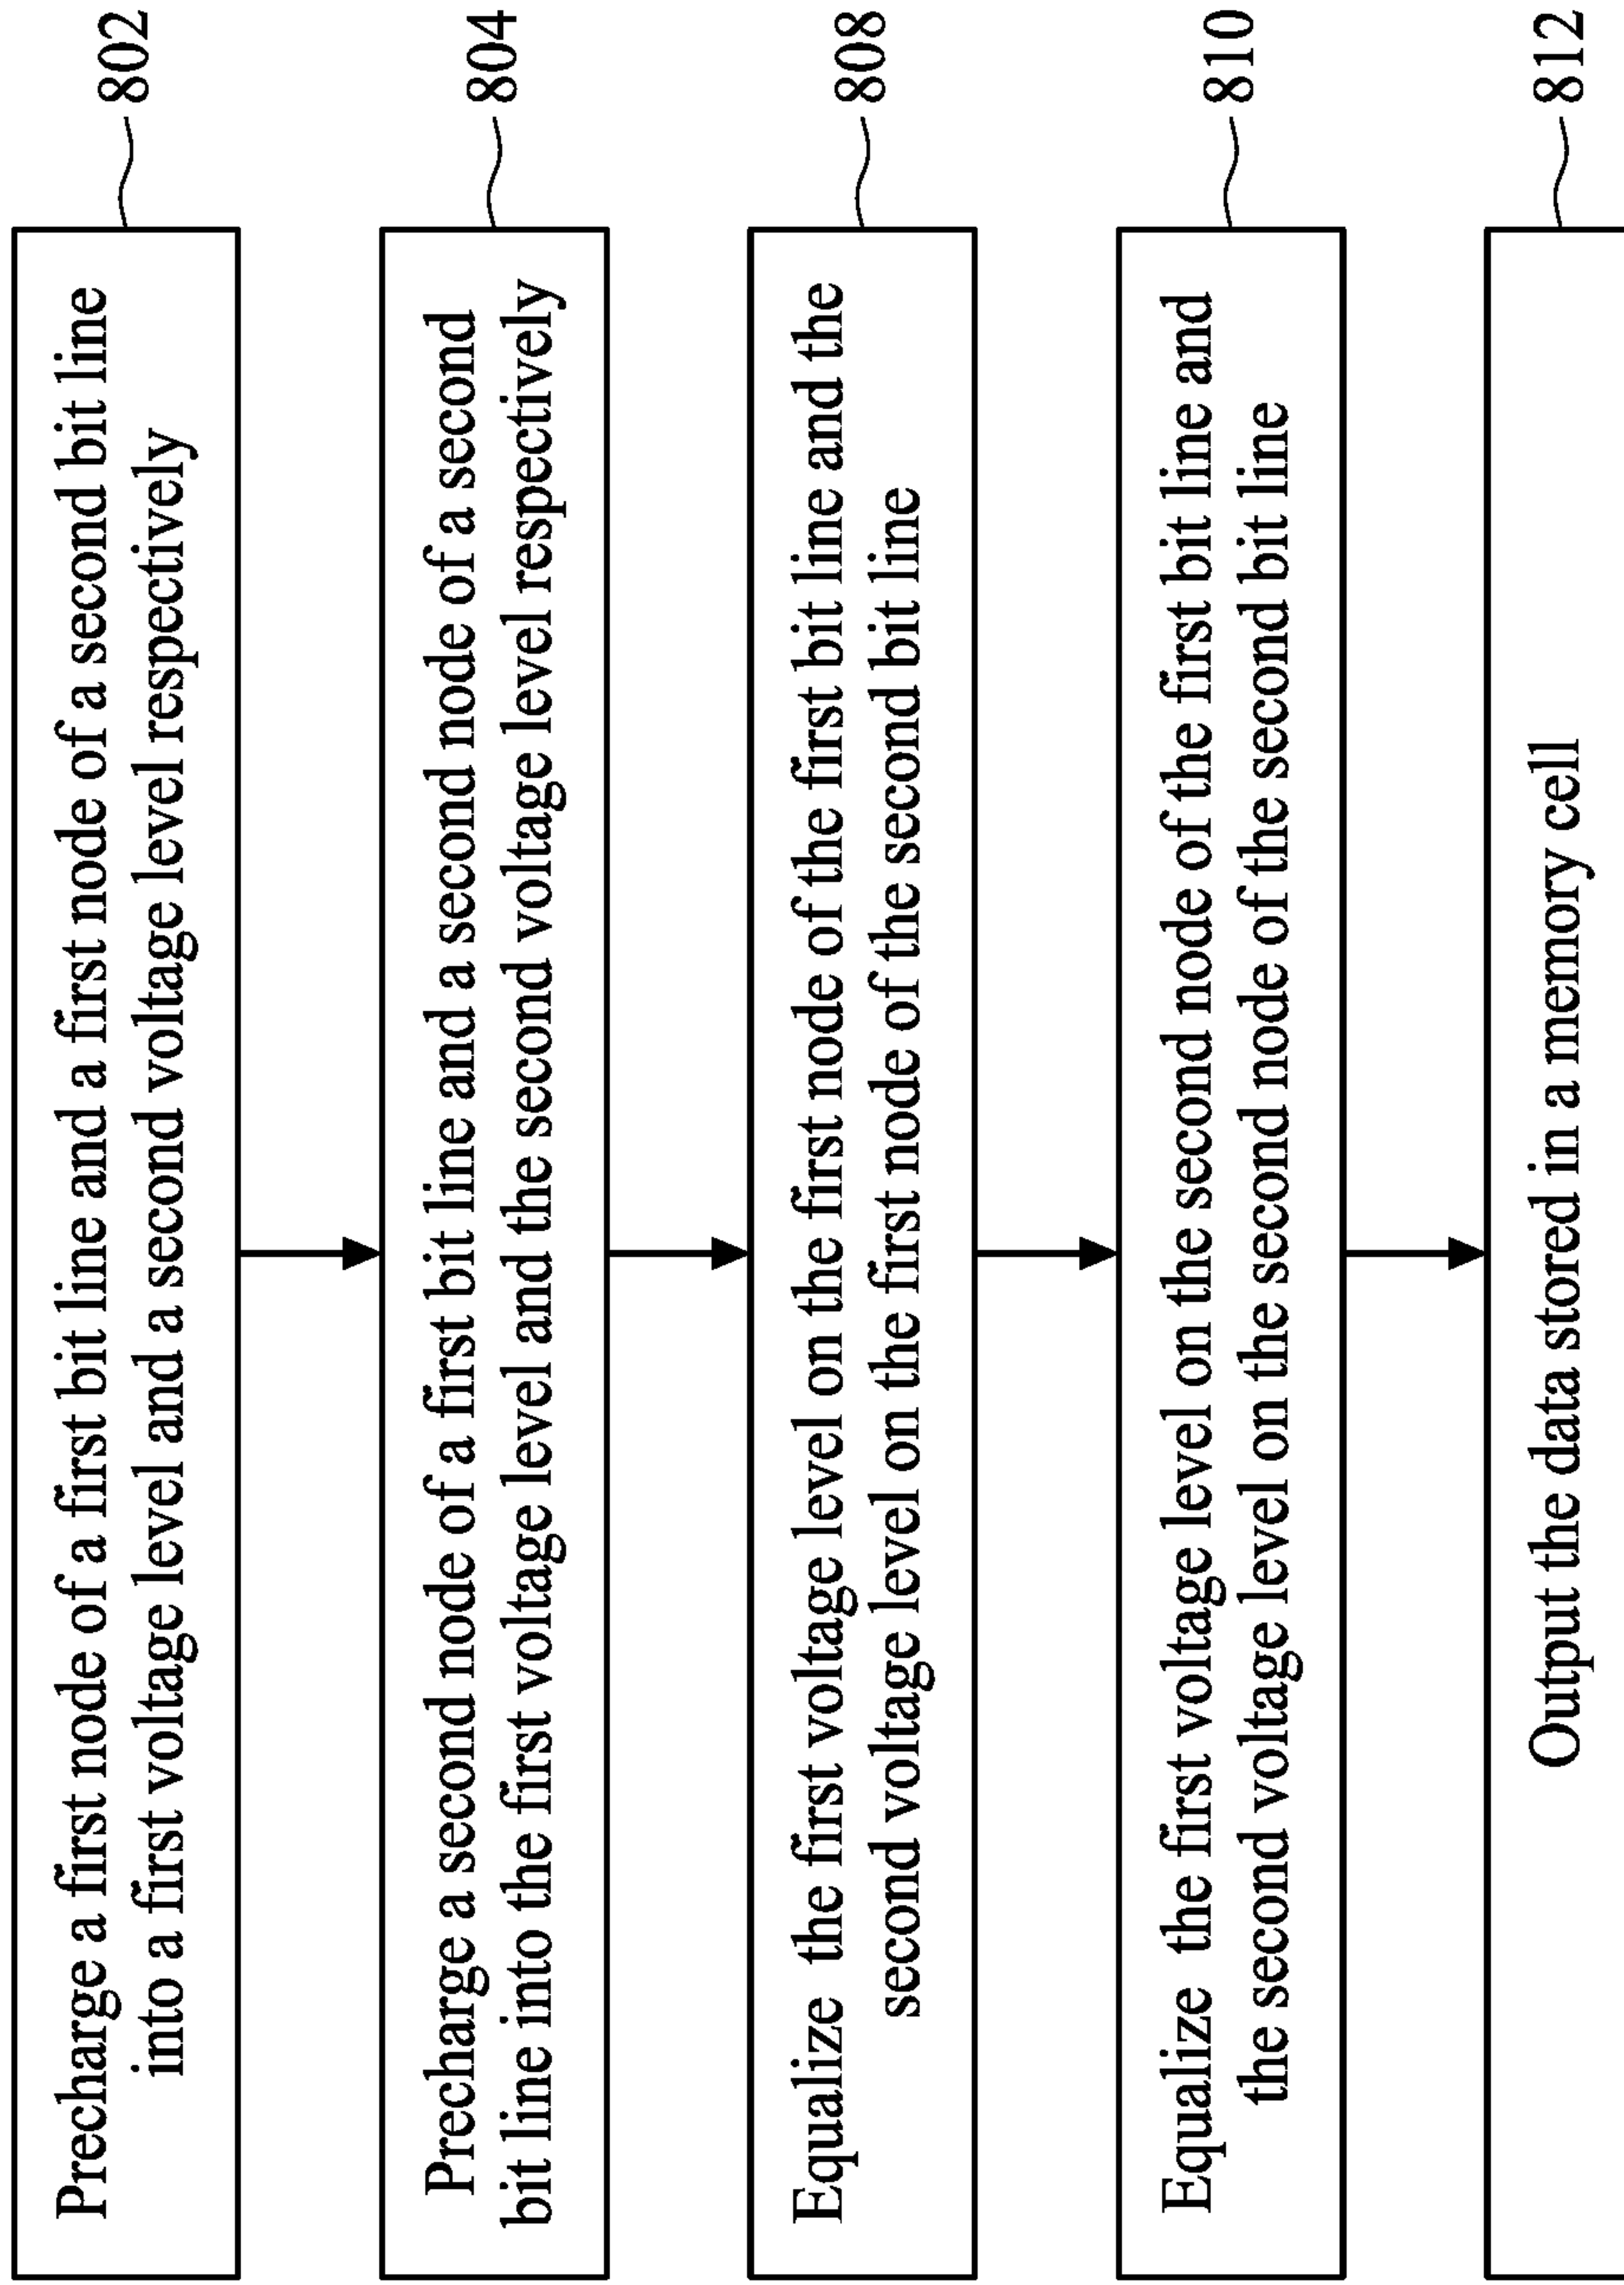 Precharge a first node of a first bit line and a first node of a second bit line
into a first voltage level and a second voltage level respectively
802
Precharge a second node of a first bit line and a second node of a second
bit line into the first voltage level and the second voltage level respectively
804
Equalize the first voltage level on the first node of the first bit line and the
second voltage level on the first node of the second bit line
808
Equalize the first voltage level on the second node of the first bit line and
the second voltage level on the second node of the second bit line
810
Output the data stored in a memory cell
812